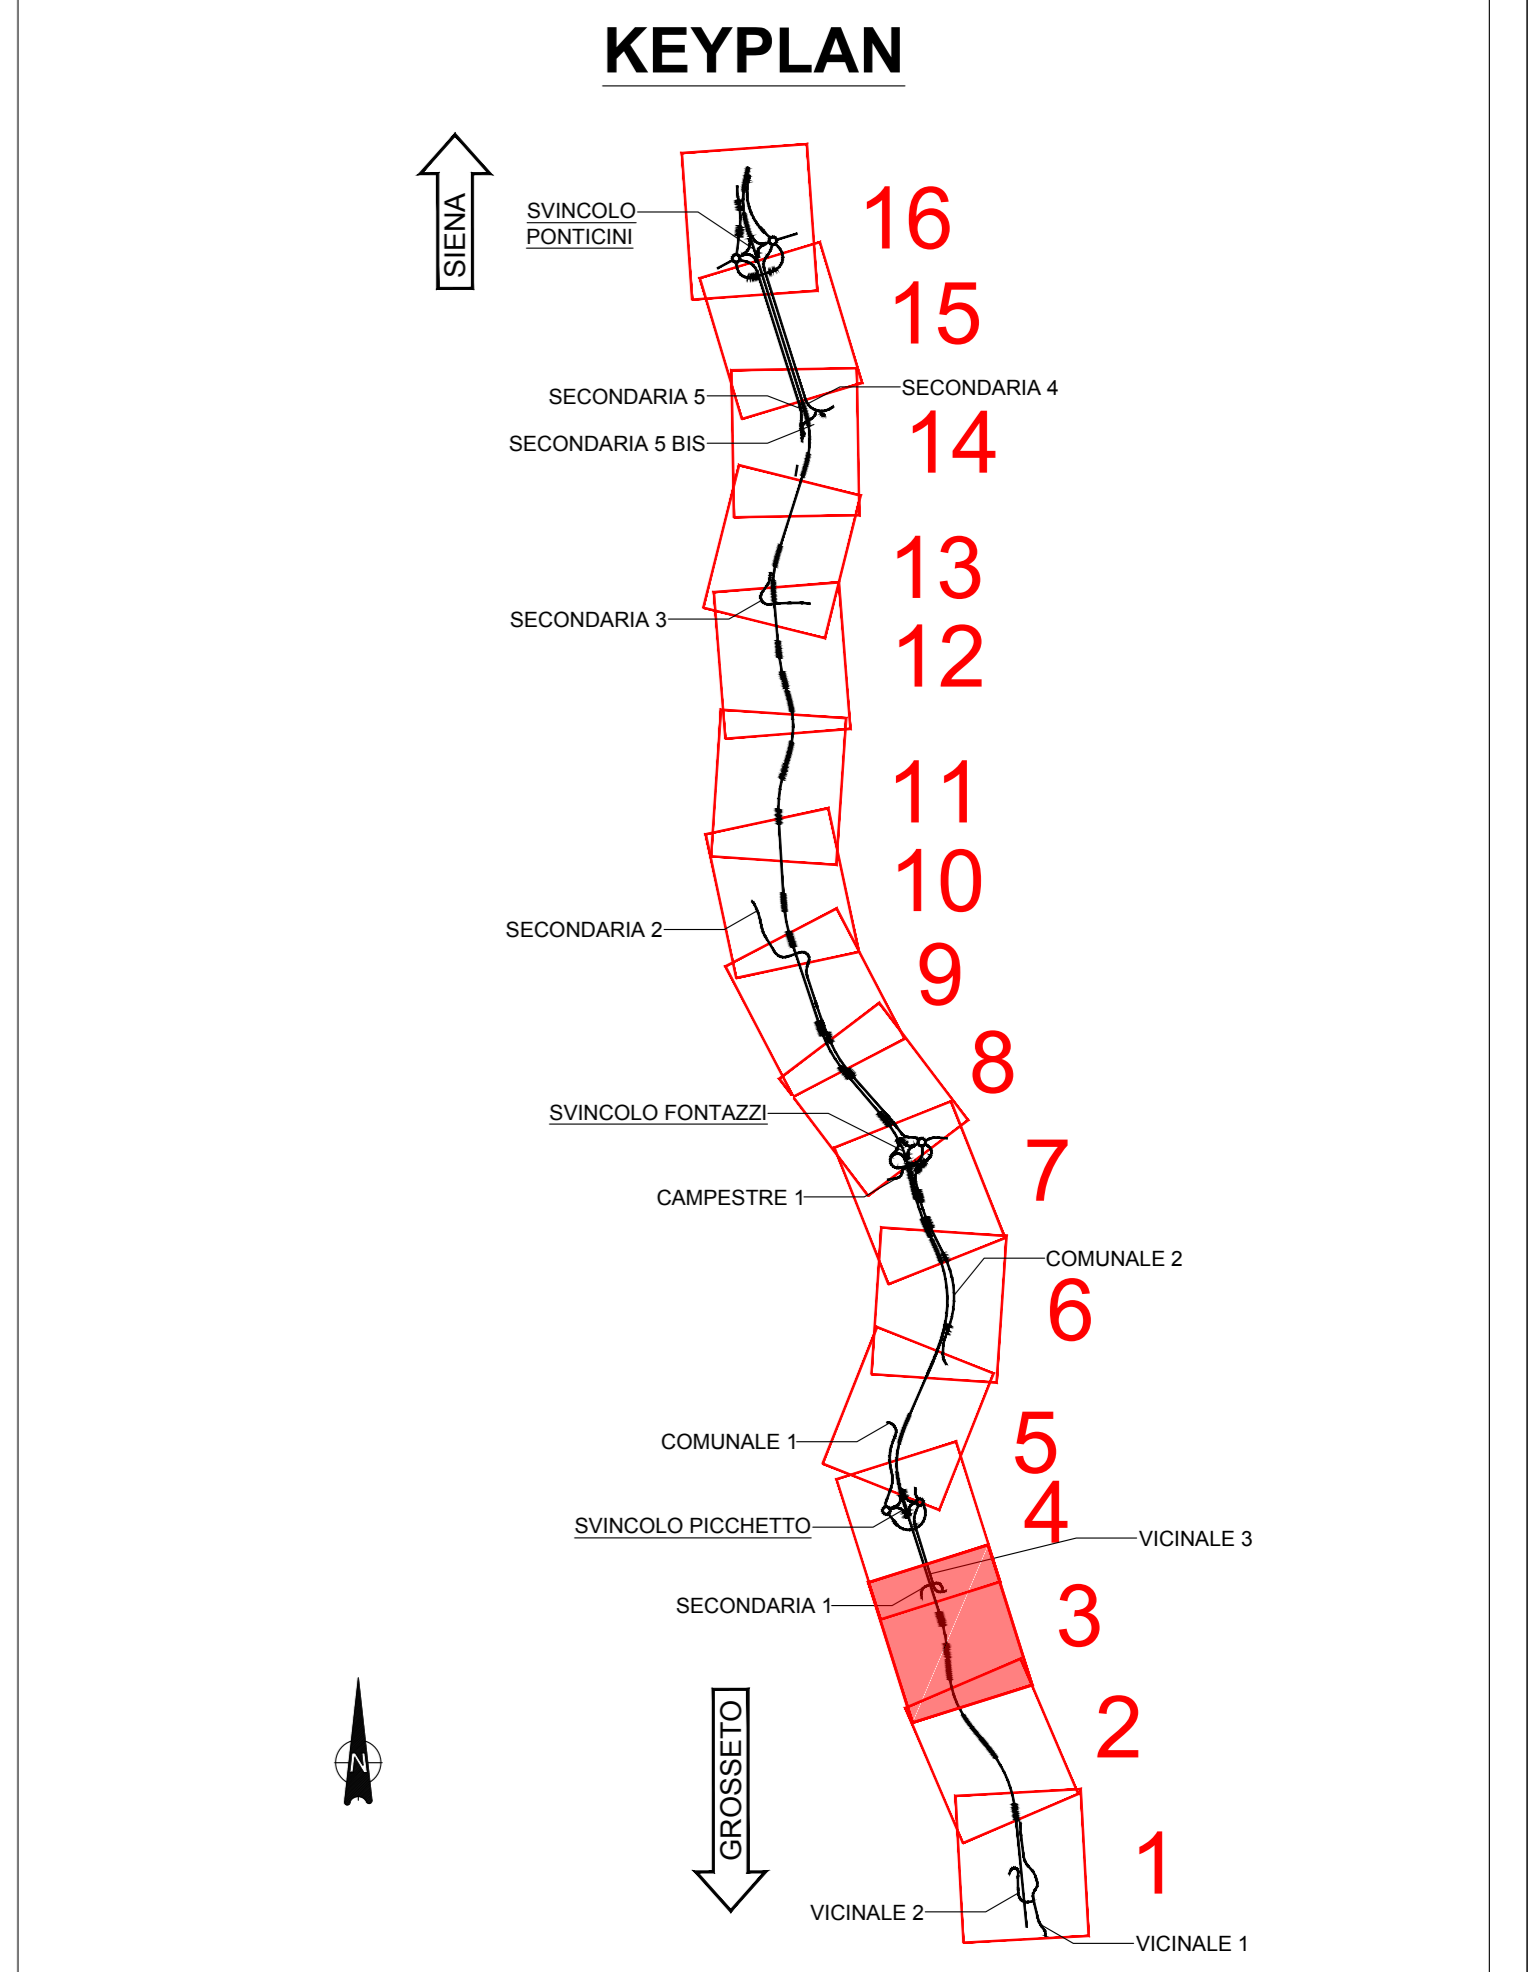 KEYPLAN
SIENA
SVINCOLO
PONTICINI
16
15
SECONDARIA 5
SECONDARIA 4
14
SECONDARIA 5 BIS
13
SECONDARIA 3
12
11
10
SECONDARIA 2
9
8
SVINCOLO FONTAZZI
7
CAMPESTRE 1
COMUNALE 2
6
COMUNALE 1
5
4
SVINCOLO PICCHETTO
VICINALE 3
SECONDARIA 1
3
2
N
GROSSETO
1
VICINALE 2
VICINALE 1